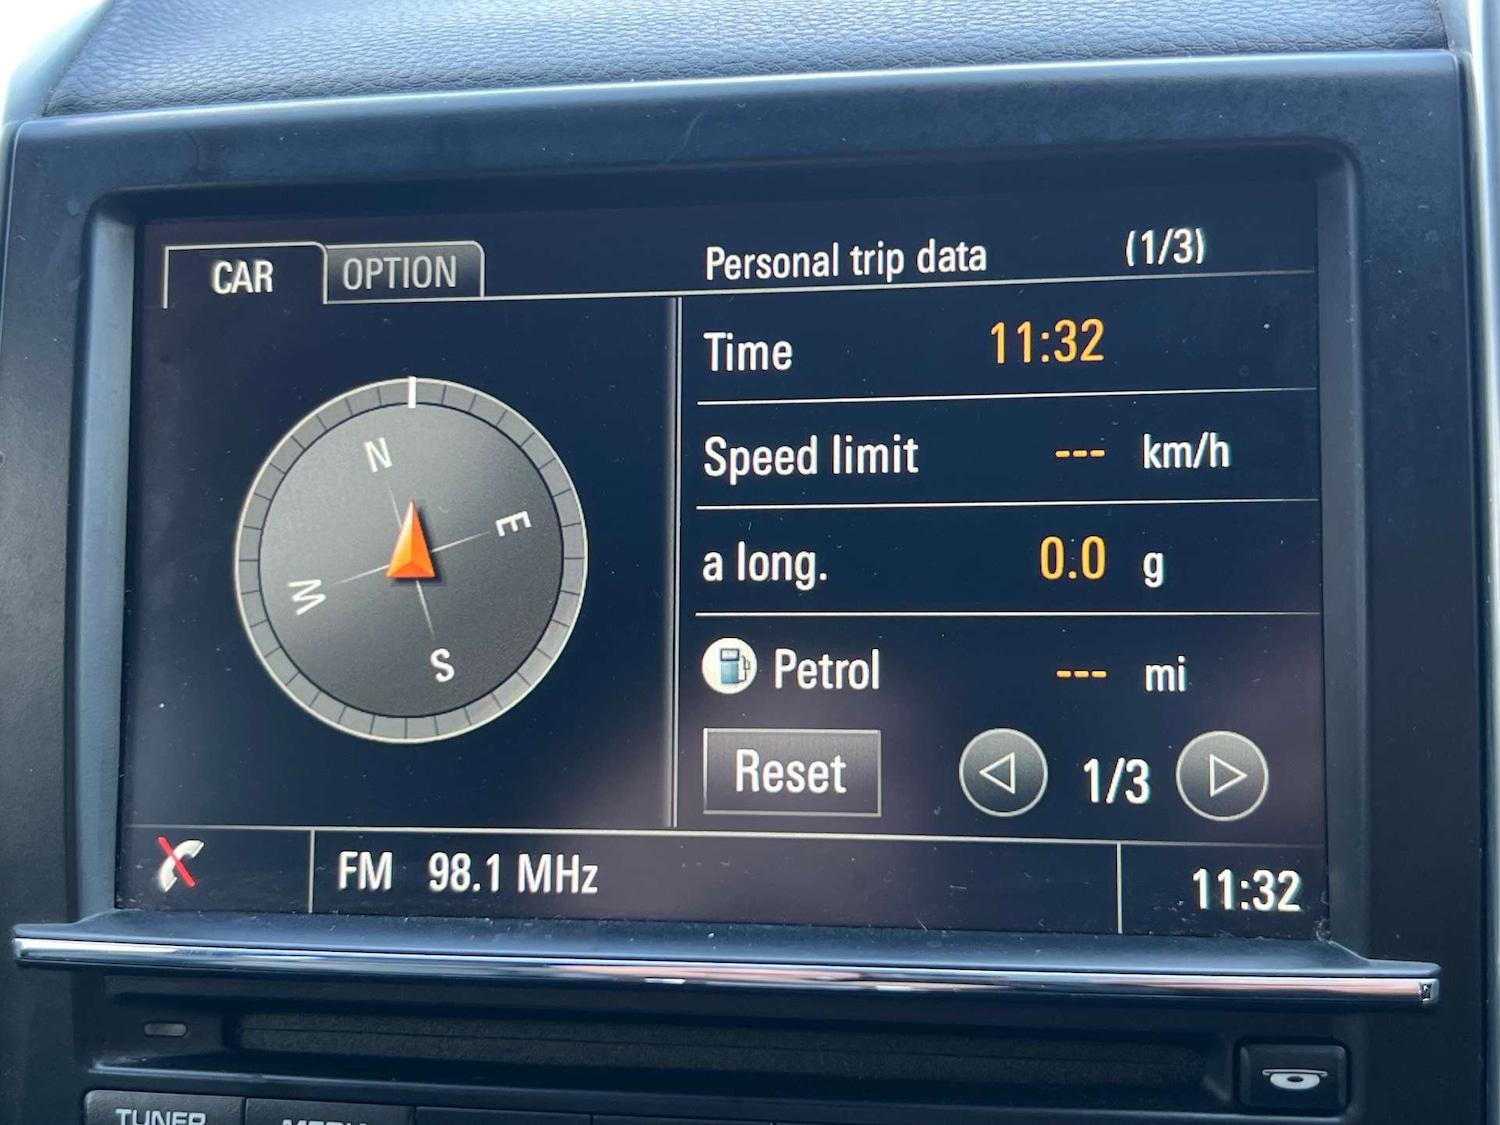 CAR OPTION Personal trip data (1/3)
Time 11:32
Speed limit --- km/h
a long. 0.0 g
Petrol --- mi
Reset 1/3
N
E
W
S
FM 98.1 MHz 11:32
TUNER